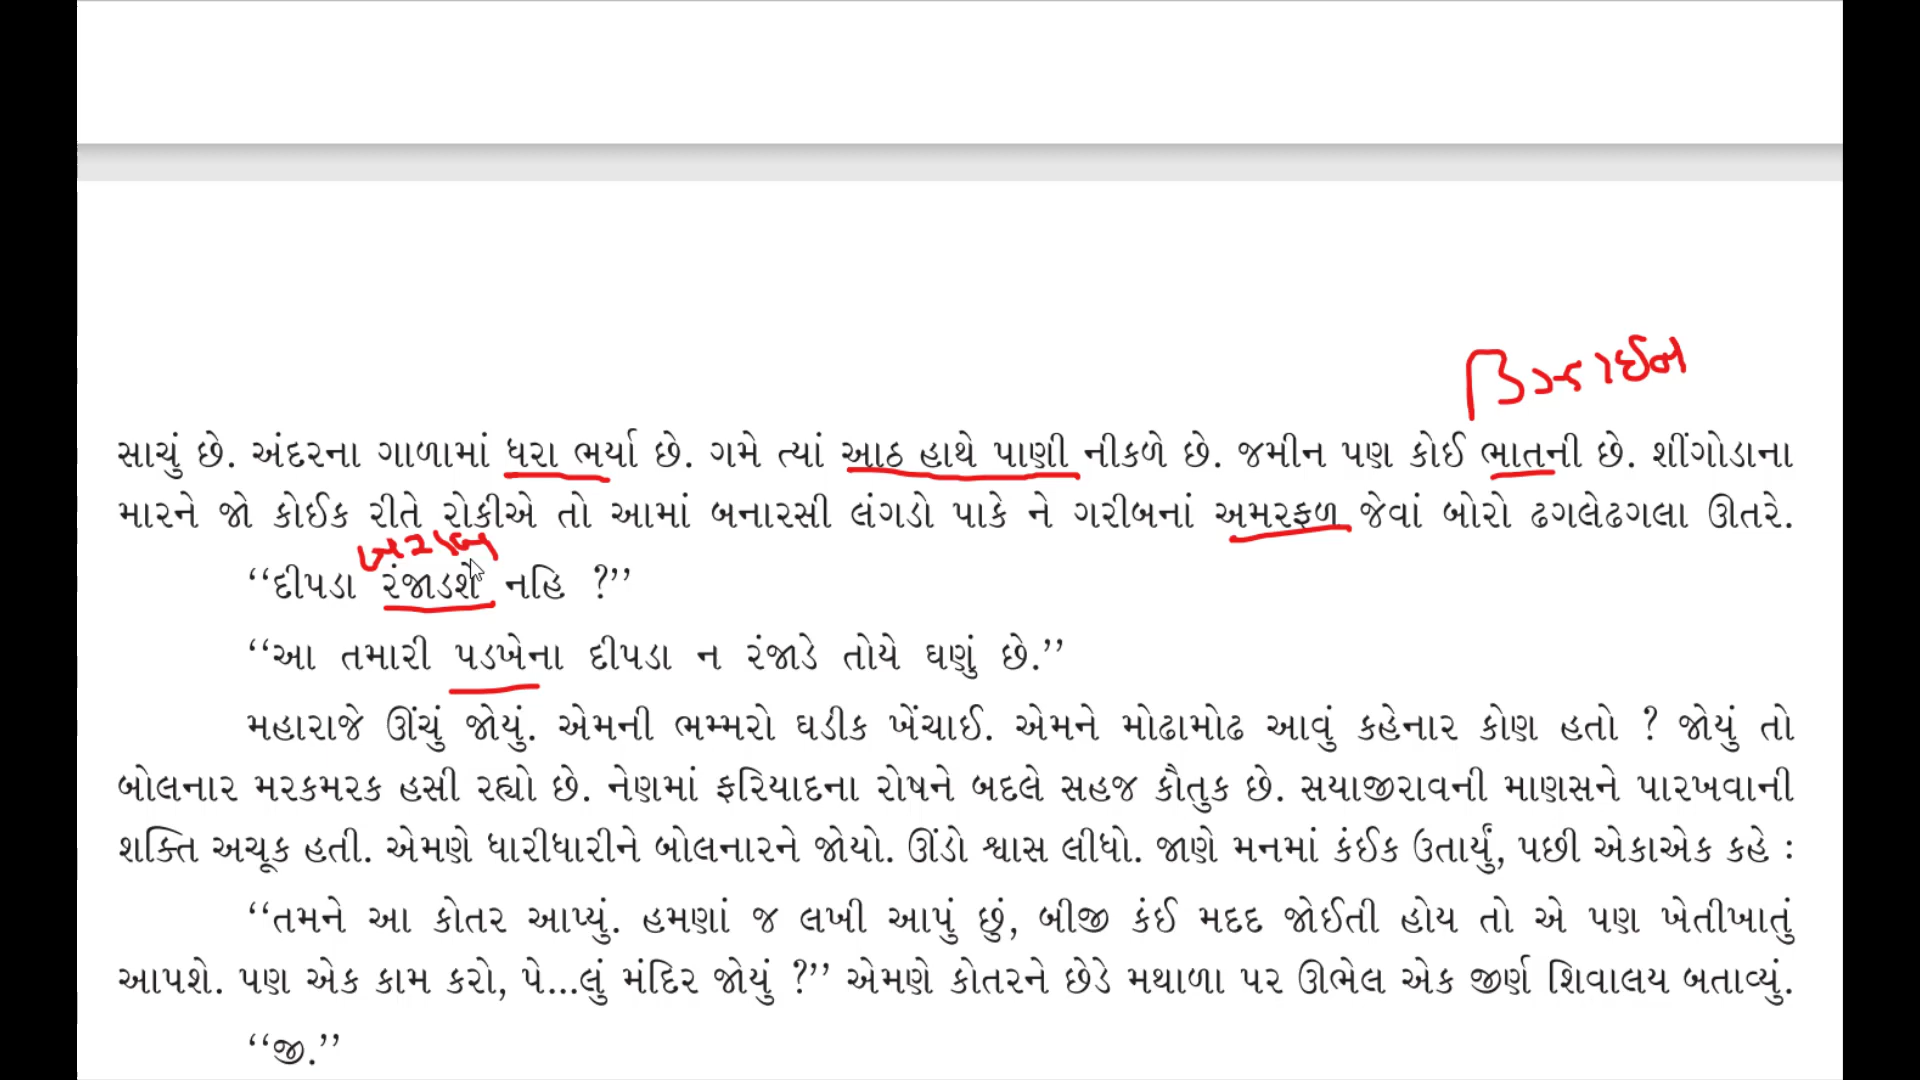 ડિઝાઈન
સાચું છે. અંદરના ગાળામાં ધરા ભર્યા છે. ગમે ત્યાં આઠ હાથે પાણી નીકળે છે. જમીન પણ કોઈ ભાતની છે. શીંગોડાના
મારને જો કોઈક રીતે રોકીએ તો આમાં બનારસી લંગડો પાકે ને ગરીબનાં અમરફળ જેવાં બોરો ઢગલેઢગલા ઊતરે.
ખરાબ
‘‘દીપડા રંજાડશે નહિ ?’’
‘‘આ તમારી પડખેના દીપડા ન રંજાડે તોયે ઘણું છે.’’
મહારાજે ઊંચું જોયું. એમની ભમ્મરો ઘડીક ખેંચાઈ. એમને મોઢામોઢ આવું કહેનાર કોણ હતો ? જોયું તો
બોલનાર મરકમરક હસી રહ્યો છે. નેણમાં ફરિયાદના રોષને બદલે સહજ કૌતુક છે. સયાજીરાવની માણસને પારખવાની
શક્તિ અચૂક હતી. એમણે ધારીધારીને બોલનારને જોયો. ઊંડો શ્વાસ લીધો. જાણે મનમાં કંઈક ઉતાર્યું, પછી એકાએક કહે :
‘‘તમને આ કોતર આપ્યું. હમણાં જ લખી આપું છું, બીજી કંઈ મદદ જોઈતી હોય તો એ પણ ખેતીખાતું
આપશે. પણ એક કામ કરો, પે...લું મંદિર જોયું ?’’ એમણે કોતરને છેડે મથાળા પર ઊભેલ એક જીર્ણ શિવાલય બતાવ્યું.
‘‘જી.’’